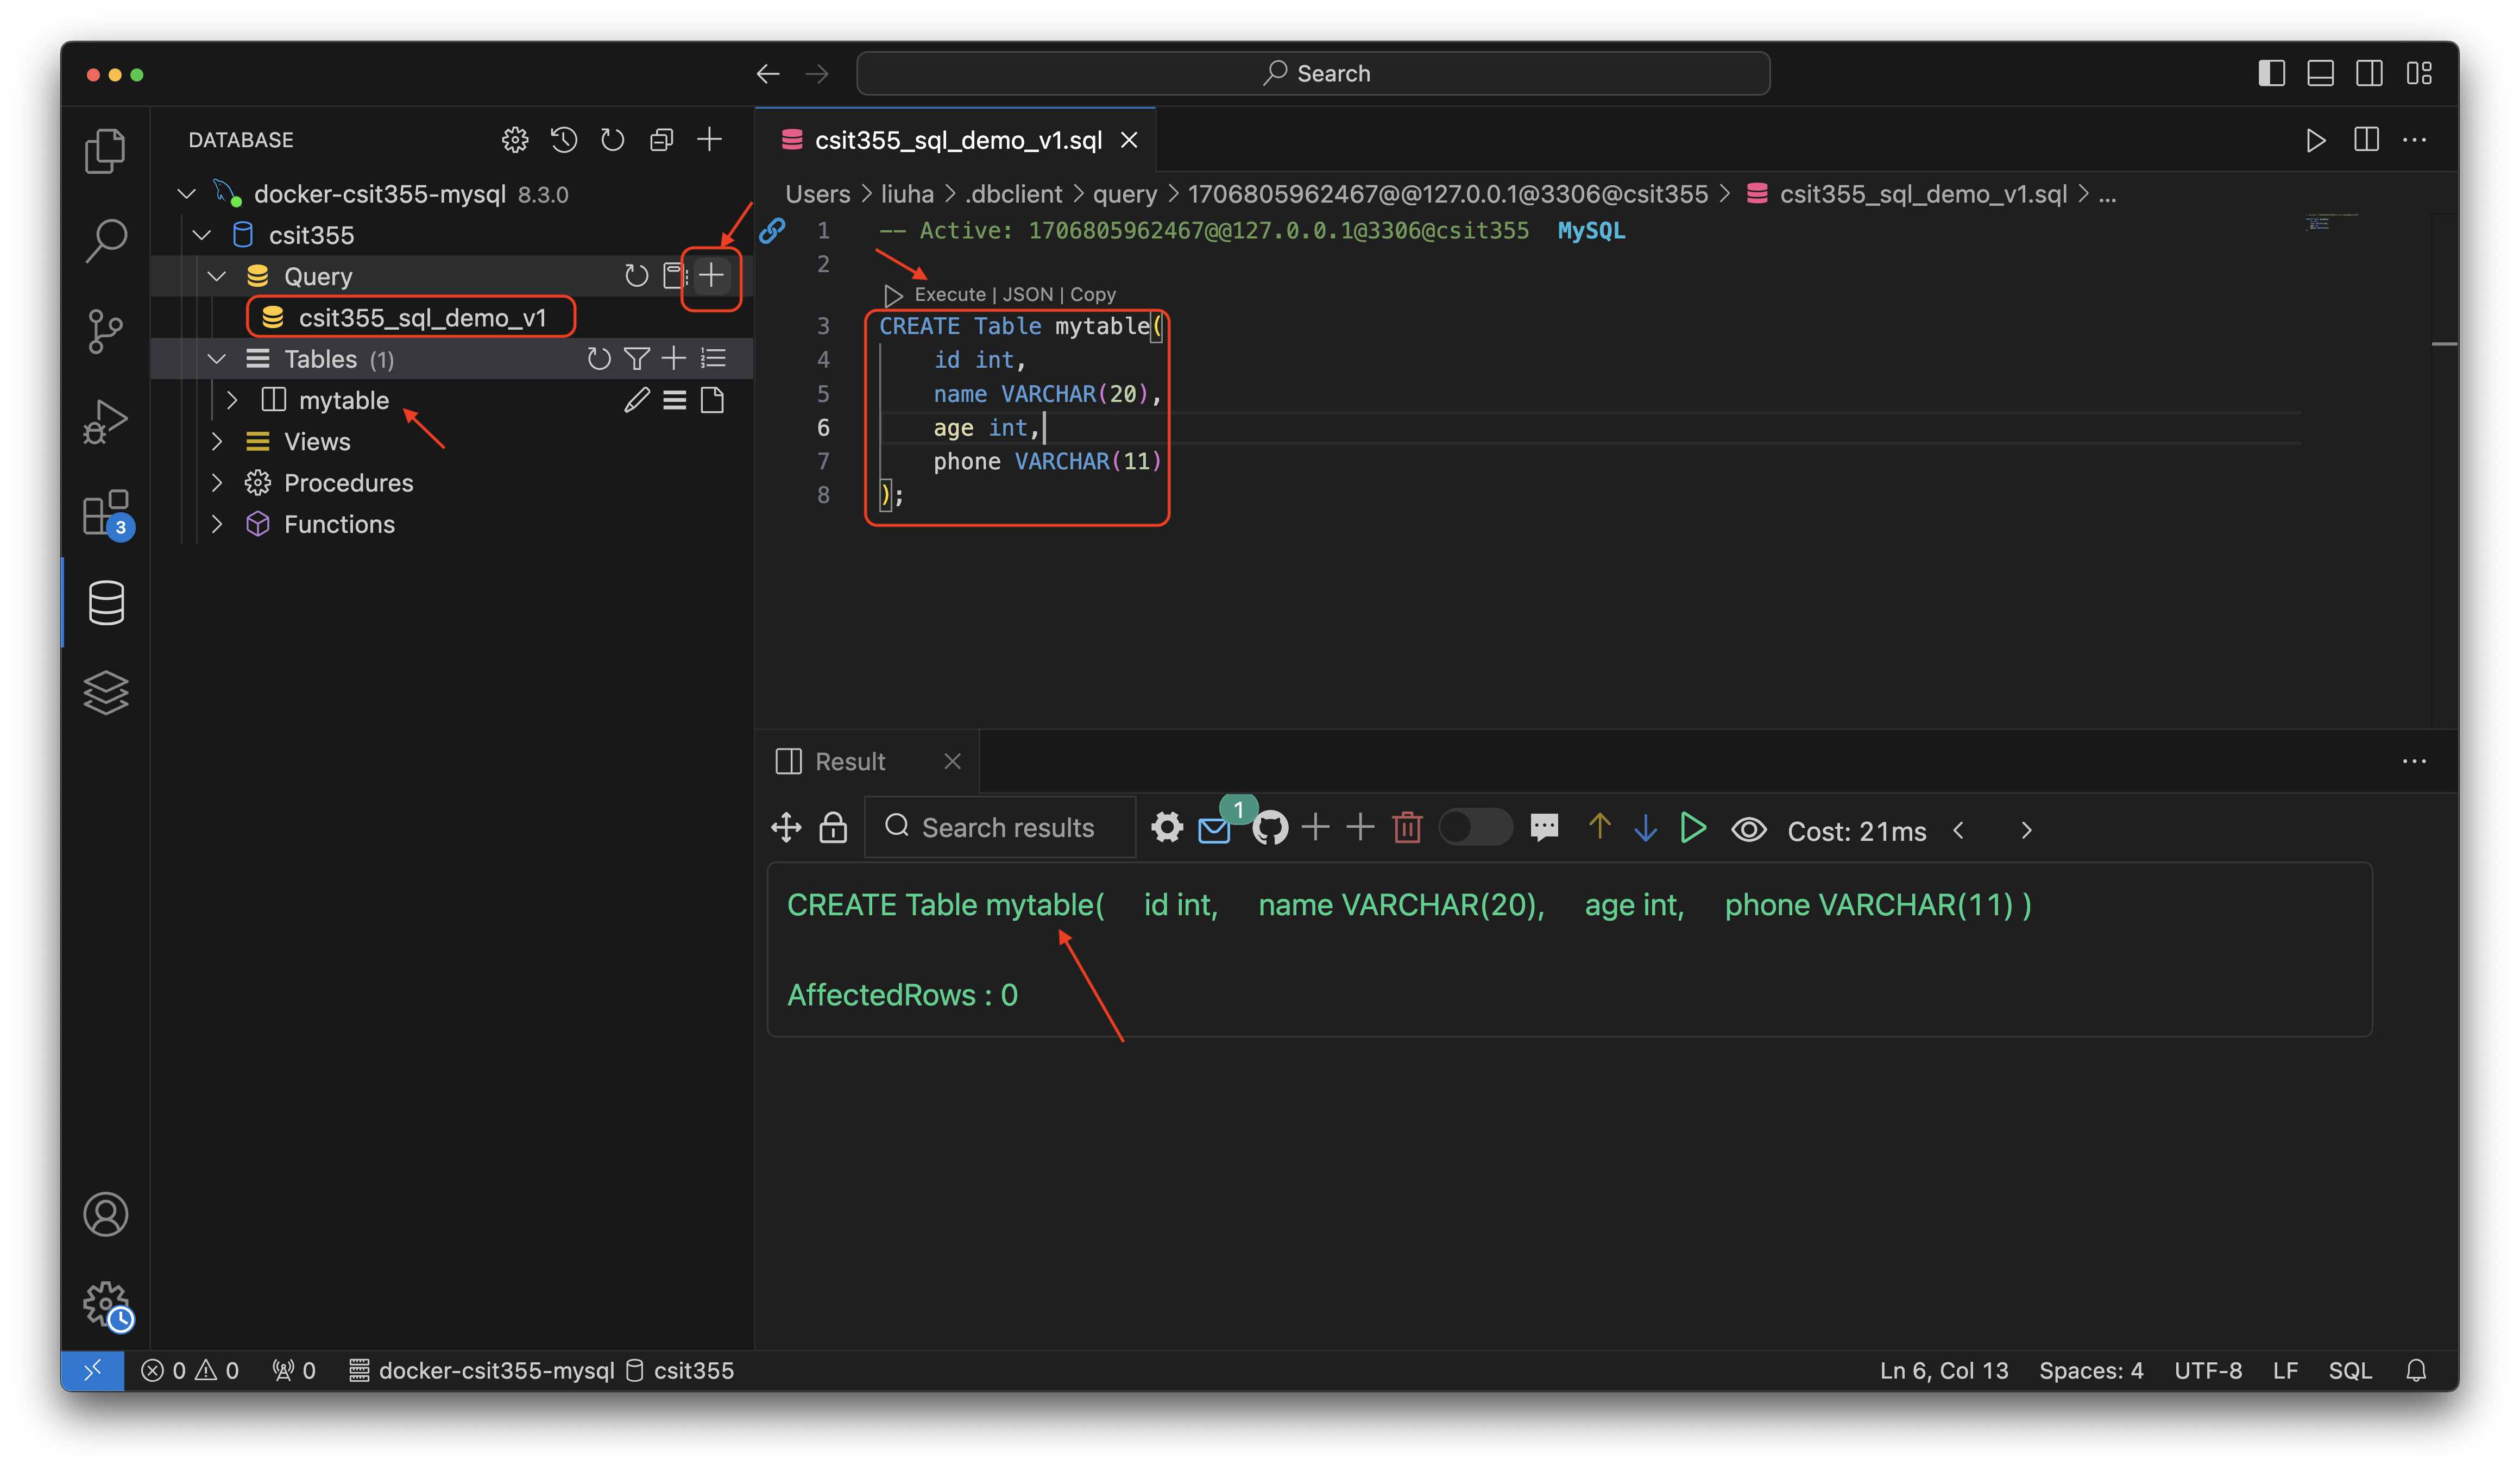 Search
DATABASE
docker-csit355-mysql 8.3.0
csit355
Query
csit355_sql_demo_v1
Tables (1)
mytable
Views
Procedures
Functions
3
csit355_sql_demo_v1.sql
Users > liuha > .dbclient > query > 1706805962467@@127.0.0.1@3306@csit355 > csit355_sql_demo_v1.sql > ...
1 -- Active: 1706805962467@@127.0.0.1@3306@csit355 MySQL
2
Execute | JSON | Copy
3 CREATE Table mytable(
4 id int,
5 name VARCHAR(20),
6 age int,
7 phone VARCHAR(11)
8 );
Result
Search results
1
Cost: 21ms
CREATE Table mytable( id int, name VARCHAR(20), age int, phone VARCHAR(11) )
AffectedRows : 0
0 0 0 docker-csit355-mysql csit355
Ln 6, Col 13 Spaces: 4 UTF-8 LF SQL